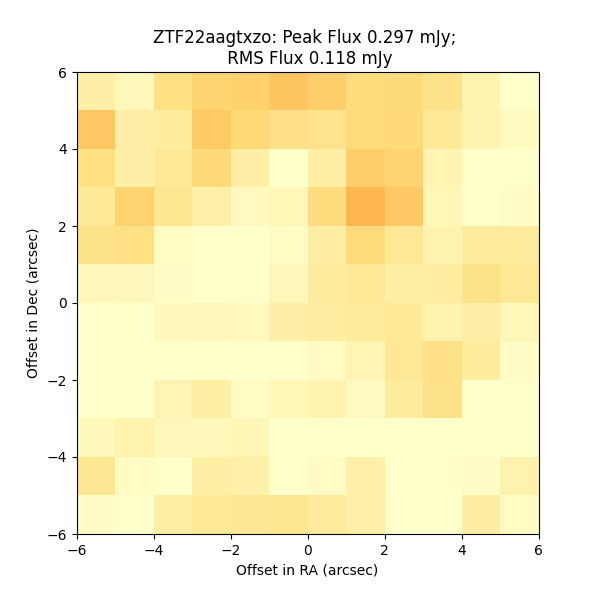 ZTF22aagtxzo: Peak Flux 0.297 mJy;
RMS Flux 0.118 mJy
6
4
2
0
−2
−4
−6
Offset in Dec (arcsec)
−6 −4 −2 0 2 4 6
Offset in RA (arcsec)